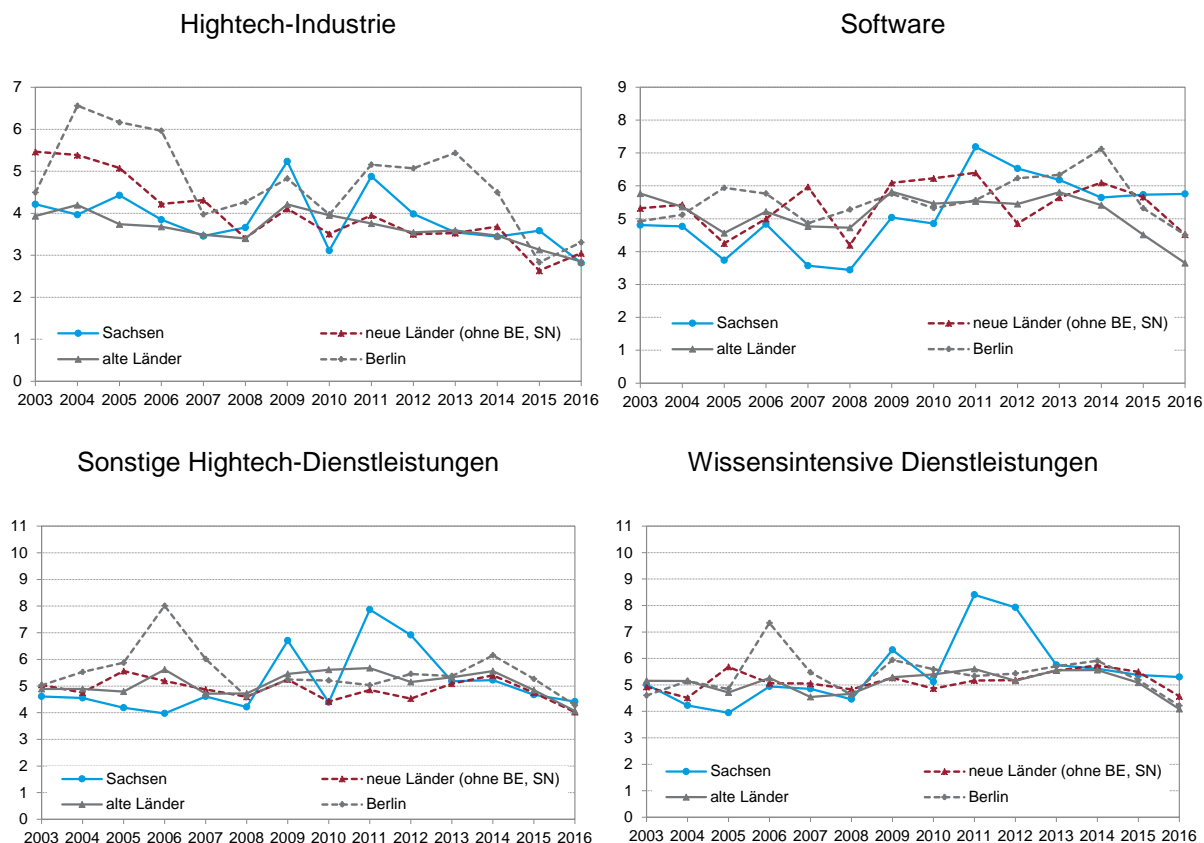 Hightech-Industrie
7
6
5
4
3
2
1
0
Sachsen
neue Länder (ohne BE, SN)
alte Länder
Berlin
2003 2004 2005 2006 2007 2008 2009 2010 2011 2012 2013 2014 2015 2016
Software
9
8
7
6
5
4
3
2
1
0
Sachsen
neue Länder (ohne BE, SN)
alte Länder
Berlin
2003 2004 2005 2006 2007 2008 2009 2010 2011 2012 2013 2014 2015 2016
Sonstige Hightech-Dienstleistungen
11
10
9
8
7
6
5
4
3
2
1
0
Sachsen
neue Länder (ohne BE, SN)
alte Länder
Berlin
2003 2004 2005 2006 2007 2008 2009 2010 2011 2012 2013 2014 2015 2016
Wissensintensive Dienstleistungen
11
10
9
8
7
6
5
4
3
2
1
0
Sachsen
neue Länder (ohne BE, SN)
alte Länder
Berlin
2003 2004 2005 2006 2007 2008 2009 2010 2011 2012 2013 2014 2015 2016